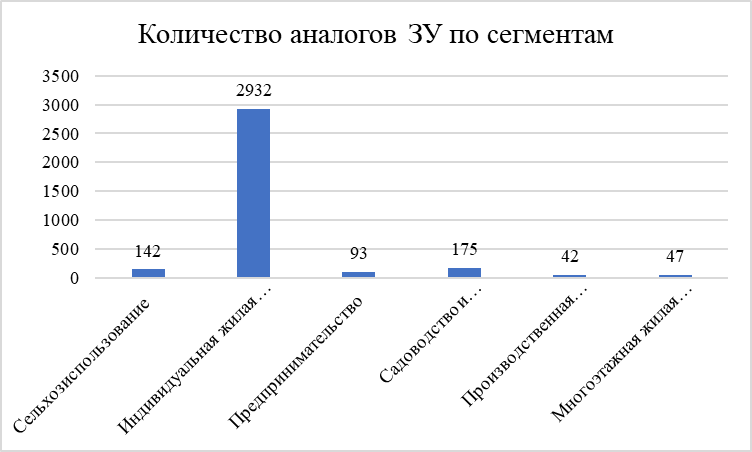 Количество аналогов ЗУ по сегментам
3500
3000
2500
2000
1500
1000
500
0
142
2932
93
175
42
47
Сельхозиспользование
Индивидуальная жилая…
Предпринимательство
Садоводство и…
Производственная…
Многоэтажная жилая…